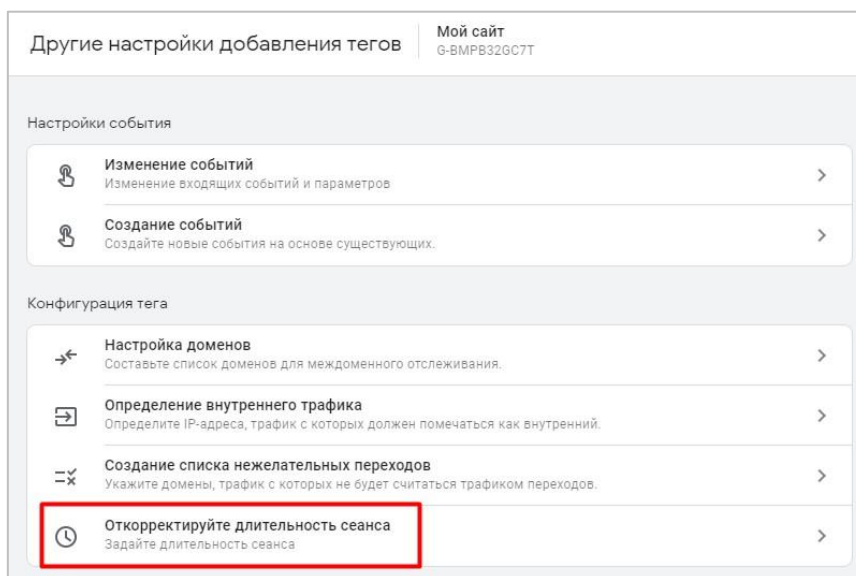 Другие настройки добавления тегов
Мой сайт
G-BMPB32GC7T
Настройки события
Изменение событий
Изменение входящих событий и параметров
Создание событий
Создайте новые события на основе существующих.
Конфигурация тега
Настройка доменов
Составьте список доменов для междоменного отслеживания.
Определение внутреннего трафика
Определите IP-адреса, трафик с которых должен помечаться как внутренний.
Создание списка нежелательных переходов
Укажите домены, трафик с которых не будет считаться трафиком переходов.
Откорректируйте длительность сеанса
Задайте длительность сеанса